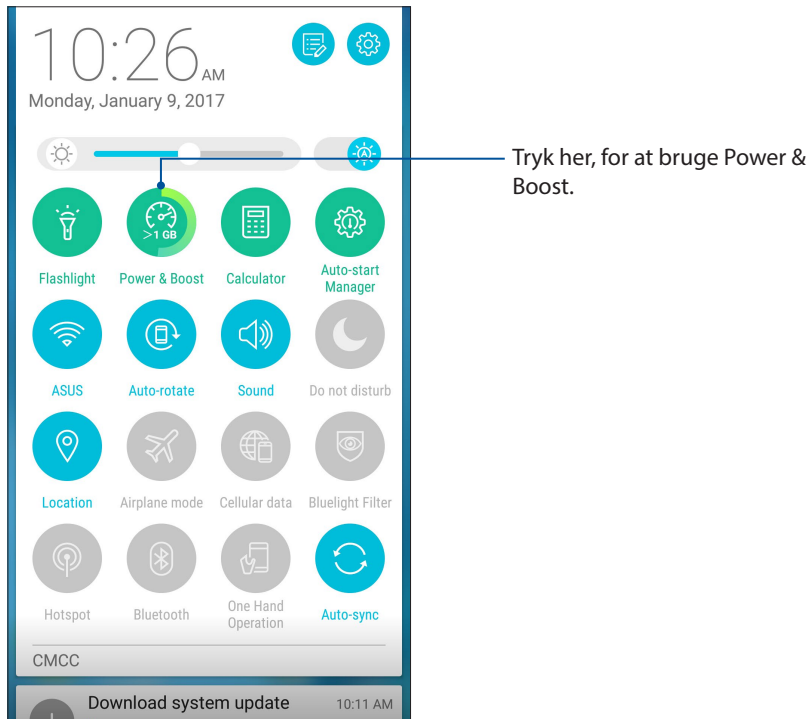 10:26 AM
Monday, January 9, 2017
A
Tryk her, for at bruge Power &
Boost.
>1 GB
Flashlight Power & Boost Calculator Auto-start
Manager
ASUS Auto-rotate Sound Do not disturb
Location Airplane mode Cellular data Bluelight Filter
Hotspot Bluetooth One Hand
Operation Auto-sync
CMCC
Download system update 10:11 AM